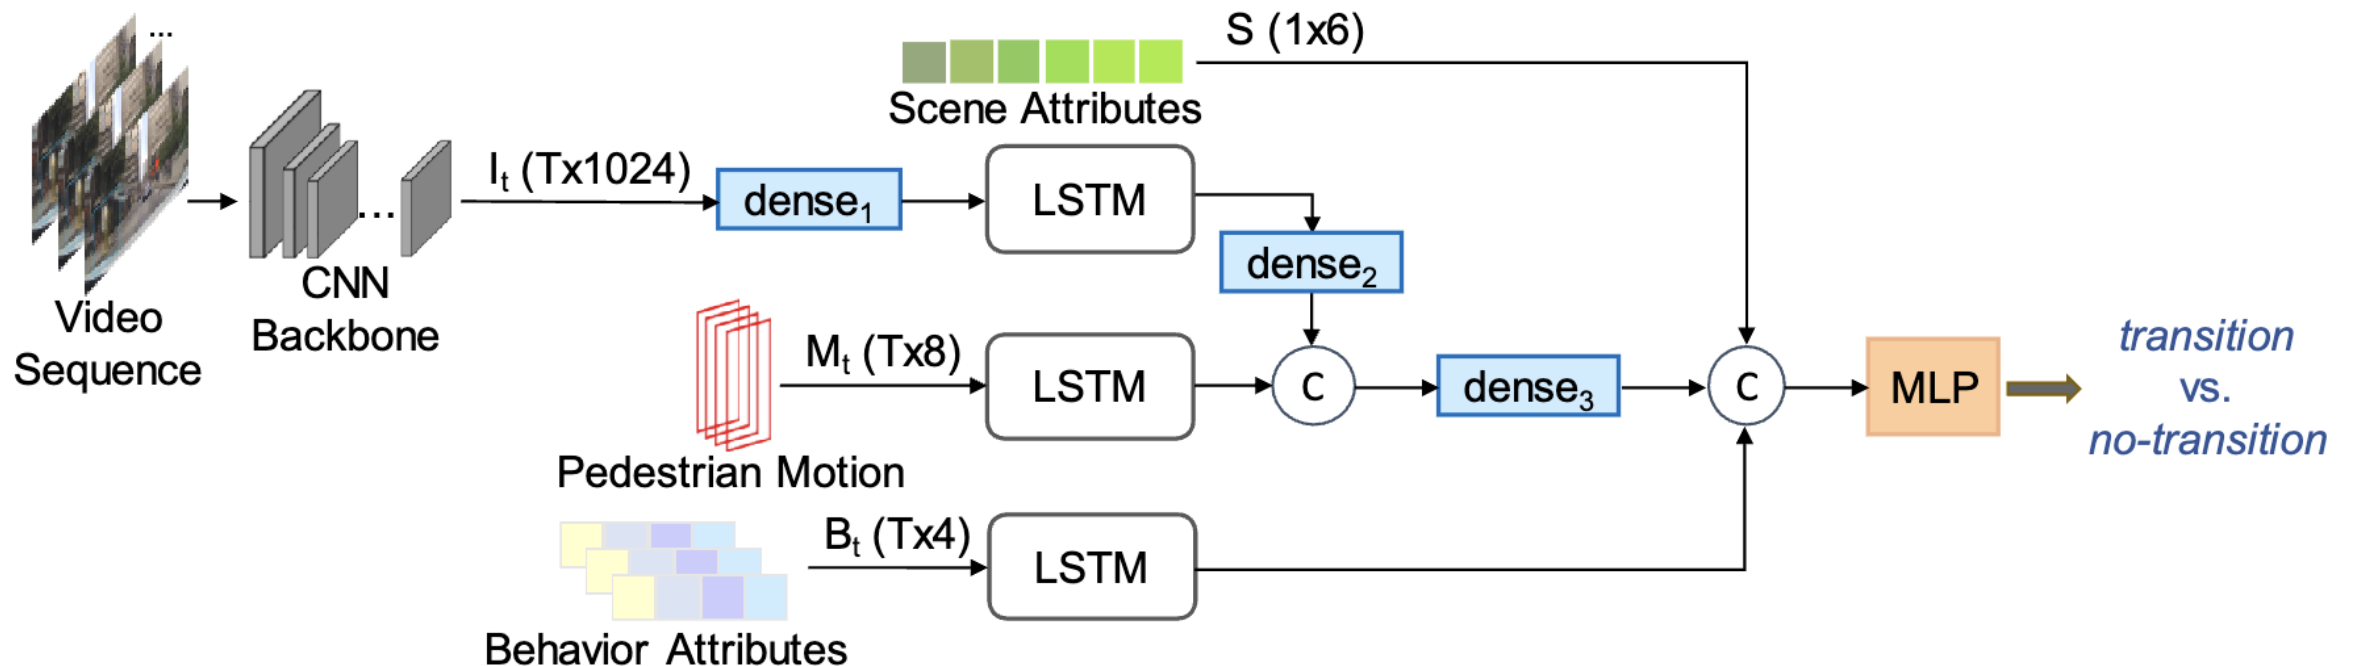 ...
S (1x6)
Scene Attributes
I_t (Tx1024)
dense_1
LSTM
...
CNN
Backbone
dense_2
Video
Sequence
M_t (Tx8)
LSTM
C
dense_3
C
MLP
transition
vs.
no-transition
Pedestrian Motion
B_t (Tx4)
LSTM
Behavior Attributes